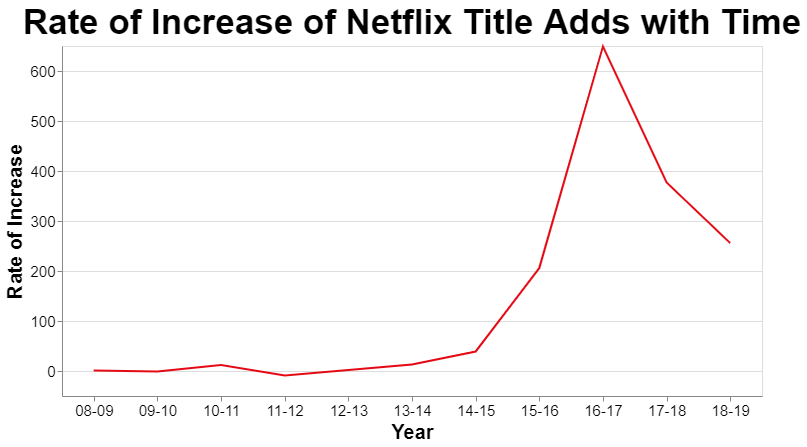 Rate of Increase of Netflix Title Adds with Time
600
500
400
300
200
100
0
Rate of Increase
08-09 09-10 10-11 11-12 12-13 13-14 14-15 15-16 16-17 17-18 18-19
Year